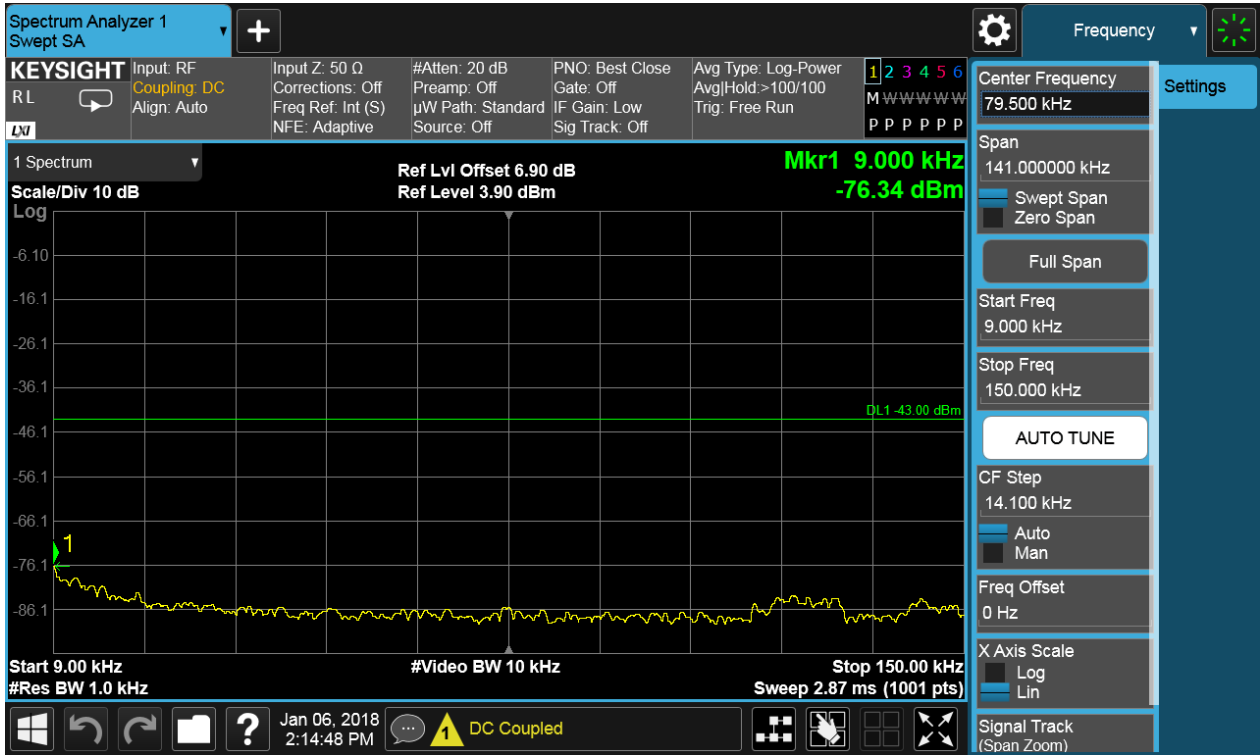 Spectrum Analyzer 1
Swept SA
Frequency
KEYSIGHT
RL
LXI
Input: RF
Coupling: DC
Align: Auto
Input Z: 50 Ω
Corrections: Off
Freq Ref: Int (S)
NFE: Adaptive
#Atten: 20 dB
Preamp: Off
µW Path: Standard
Source: Off
PNO: Best Close
Gate: Off
IF Gain: Low
Sig Track: Off
Avg Type: Log-Power
Avg|Hold:>100/100
Trig: Free Run
1 2 3 4 5 6
M W W W W W
P P P P P P
1 Spectrum
Scale/Div 10 dB
Ref Lvl Offset 6.90 dB
Ref Level 3.90 dBm
Mkr1 9.000 kHz
-76.34 dBm
Log
-6.10
-16.1
-26.1
-36.1
DL1 -43.00 dBm
-46.1
-56.1
-66.1
1
-76.1
-86.1
Start 9.00 kHz
#Video BW 10 kHz
Stop 150.00 kHz
#Res BW 1.0 kHz
Sweep 2.87 ms (1001 pts)
Center Frequency
79.500 kHz
Span
141.000000 kHz
Swept Span
Zero Span
Full Span
Start Freq
9.000 kHz
Stop Freq
150.000 kHz
AUTO TUNE
CF Step
14.100 kHz
Auto
Man
Freq Offset
0 Hz
X Axis Scale
Log
Lin
Signal Track
(Span Zoom)
Settings
?
Jan 06, 2018
2:14:48 PM
1
DC Coupled